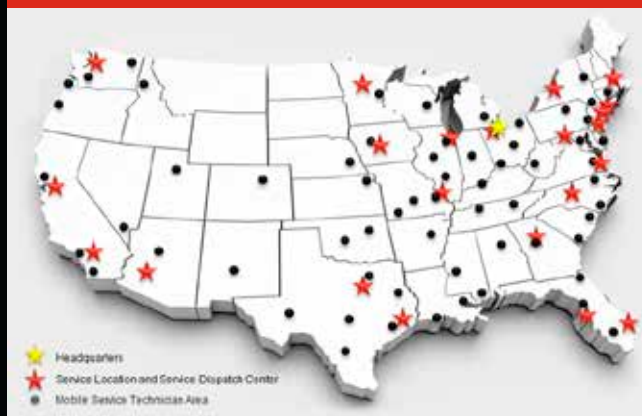 Headquarters
Service Location and Service Dispatch Center
Mobile Service Technician Area